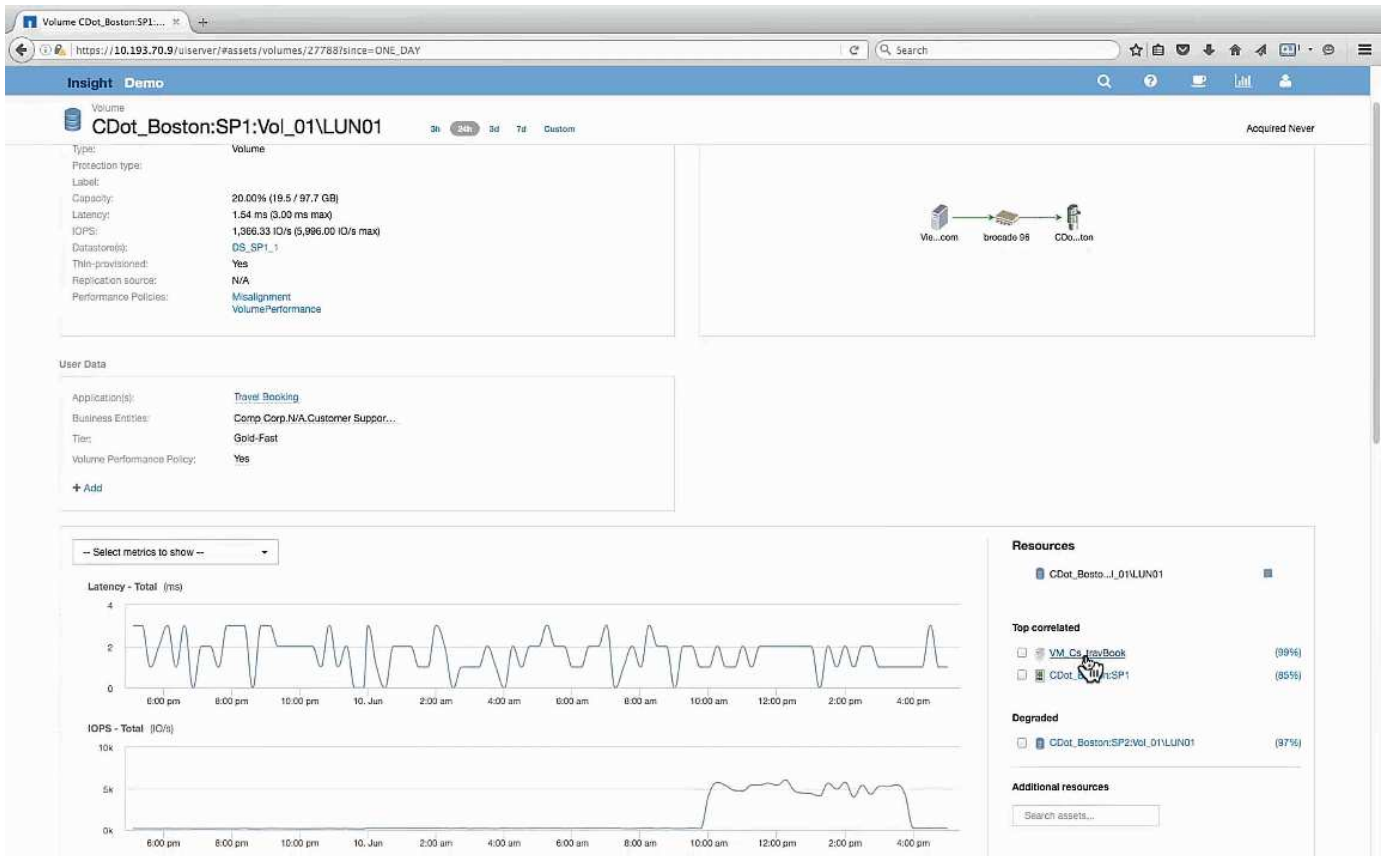 Volume CDot_Boston:SP1:... × +
https://10.193.70.9/uiserver/#assets/volumes/27788?since=ONE_DAY
Search
Insight Demo
Volume
CDot_Boston:SP1:Vol_01\LUN01
3h 24h 3d 7d Custom
Acquired Never
Type: Volume
Protection type:
Label:
Capacity: 20.00% (19.5 / 97.7 GB)
Latency: 1.54 ms (3.00 ms max)
IOPS: 1,366.33 IO/s (5,996.00 IO/s max)
Datastore(s): DS_SP1_1
Thin-provisioned: Yes
Replication source: N/A
Performance Policies: Misalignment
VolumePerformance
Vie...com brocade 96 CDo...ton
User Data
Application(s): Travel Booking
Business Entities: Comp Corp.N/A.Customer Suppor...
Tier: Gold-Fast
Volume Performance Policy: Yes
+ Add
-- Select metrics to show --
Latency - Total (ms)
4
2
0
6:00 pm 8:00 pm 10:00 pm 10. Jun 2:00 am 4:00 am 6:00 am 8:00 am 10:00 am 12:00 pm 2:00 pm 4:00 pm
IOPS - Total (IO/s)
10k
5k
0k
6:00 pm 8:00 pm 10:00 pm 10. Jun 2:00 am 4:00 am 6:00 am 8:00 am 10:00 am 12:00 pm 2:00 pm 4:00 pm
Resources
CDot_Bosto...l_01\LUN01
Top correlated
VM_Cs_travBook (99%)
(85%)
Degraded
CDot_Boston:SP2:Vol_01\LUN01 (97%)
Additional resources
Search assets...